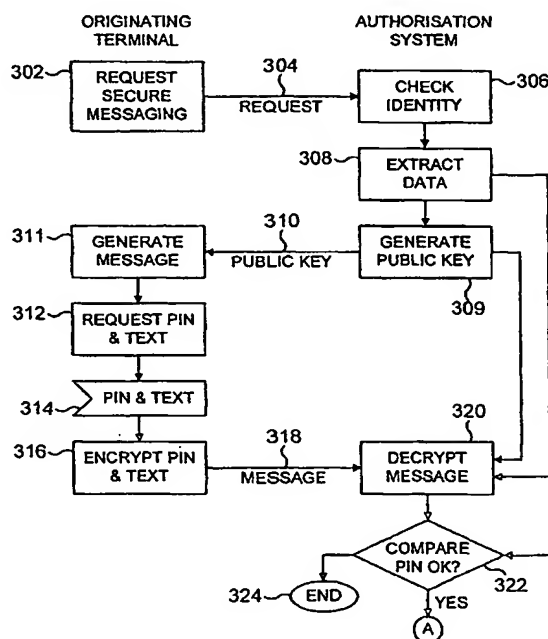 ORIGINATING
TERMINAL
AUTHORISATION
SYSTEM
302
REQUEST
SECURE
MESSAGING
304
REQUEST
306
CHECK
IDENTITY
308
EXTRACT
DATA
311
GENERATE
MESSAGE
310
PUBLIC KEY
GENERATE
PUBLIC KEY
309
312
REQUEST PIN
& TEXT
314
PIN & TEXT
316
ENCRYPT PIN
& TEXT
318
MESSAGE
320
DECRYPT
MESSAGE
COMPARE
PIN OK?
322
324
END
YES
A